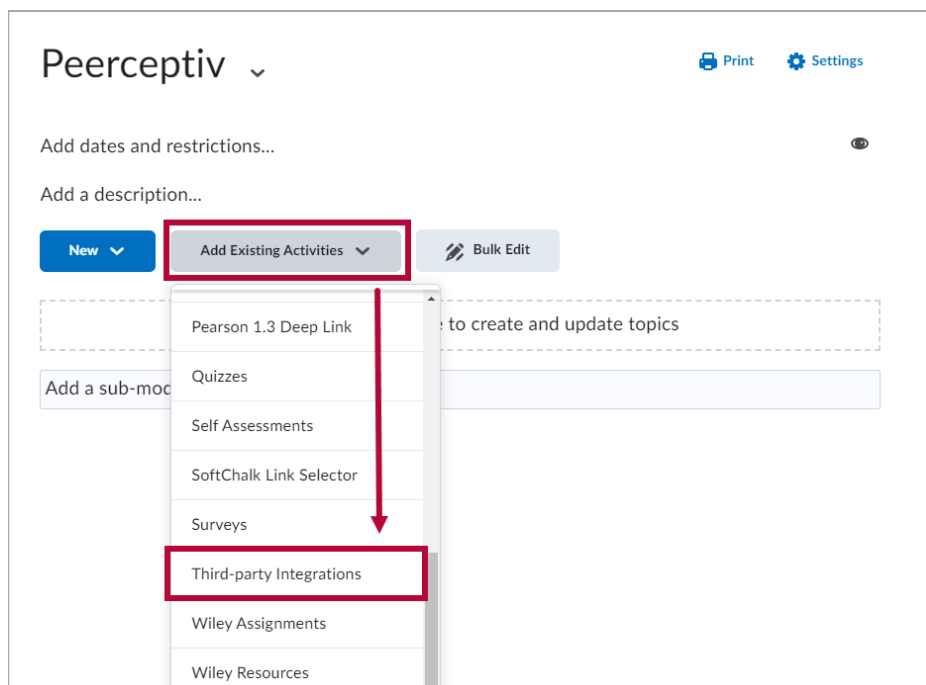 Peerceptiv
Print Settings
Add dates and restrictions...
Add a description...
New Add Existing Activities Bulk Edit
to create and update topics
Add a sub-mod
Pearson 1.3 Deep Link
Quizzes
Self Assessments
SoftChalk Link Selector
Surveys
Third-party Integrations
Wiley Assignments
Wiley Resources